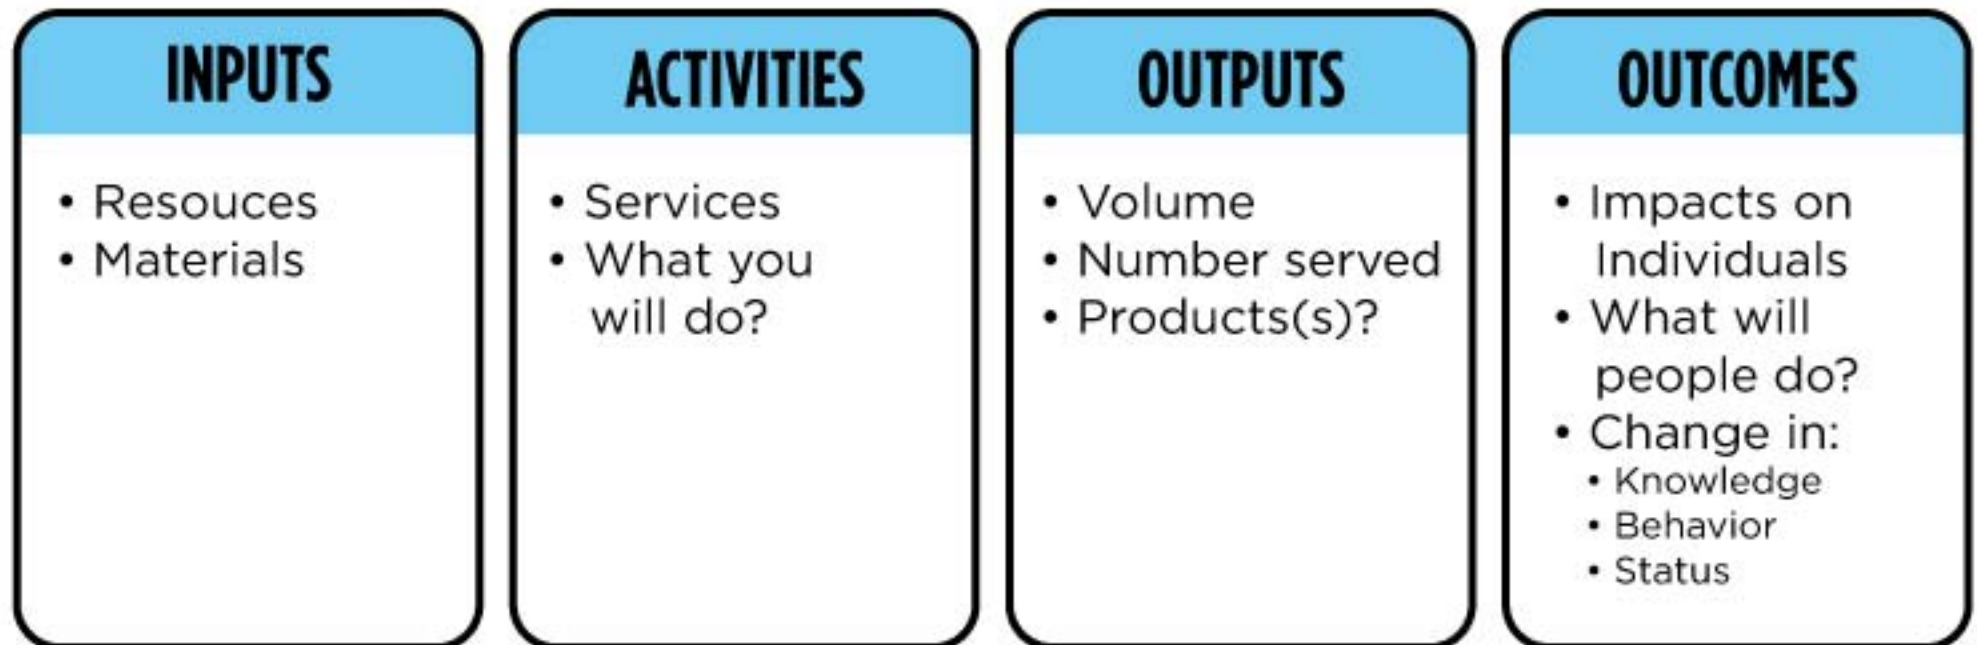 INPUTS
• Resouces
• Materials
ACTIVITIES
• Services
• What you
will do?
OUTPUTS
• Volume
• Number served
• Products(s)?
OUTCOMES
• Impacts on
Individuals
• What will
people do?
• Change in:
• Knowledge
• Behavior
• Status